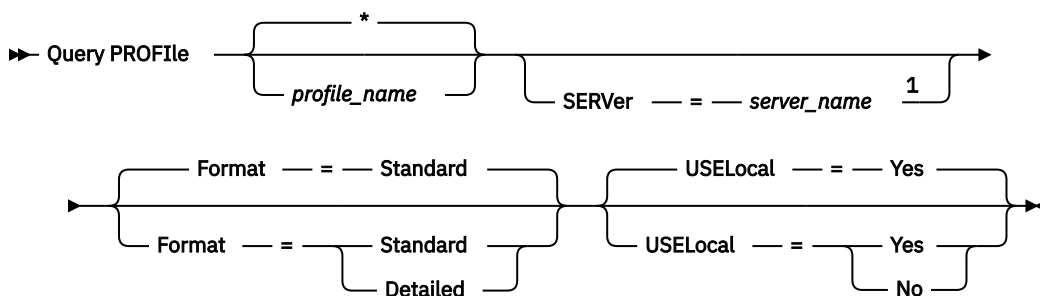 *
Query PROFIle
profile_name
SERVer = server_name 1
Format = Standard USELocal = Yes
Format = Standard USELocal = Yes
Detailed No